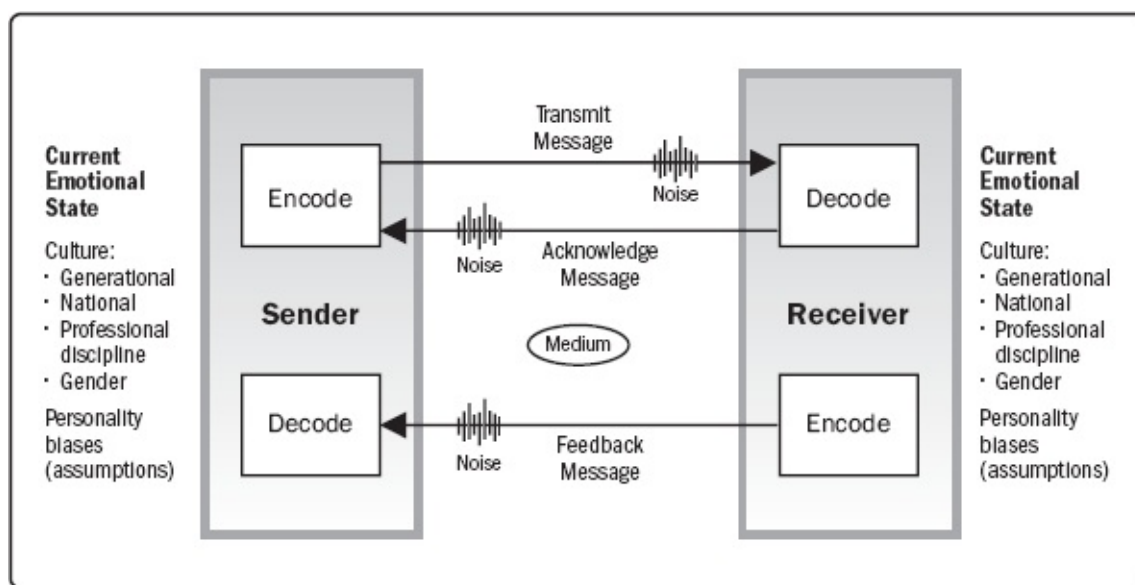 Current
Emotional
State
Culture:
· Generational
· National
· Professional
discipline
· Gender
Personality
biases
(assumptions)
Encode
Sender
Decode
Transmit
Message
Noise
Noise
Acknowledge
Message
Medium
Noise
Feedback
Message
Decode
Receiver
Encode
Current
Emotional
State
Culture:
· Generational
· National
· Professional
discipline
· Gender
Personality
biases
(assumptions)